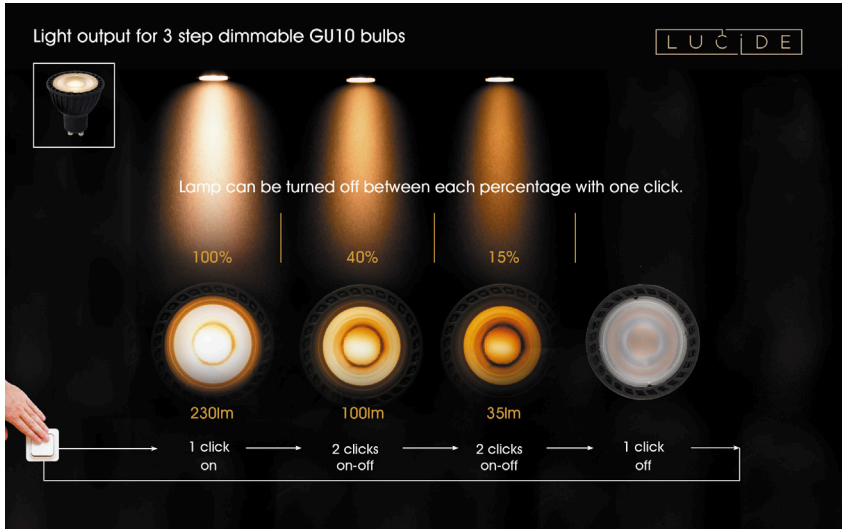 Light output for 3 step dimmable GU10 bulbs
LUCIDE
Lamp can be turned off between each percentage with one click.
100%
40%
15%
230lm
100lm
35lm
1 click
on
2 clicks
on-off
2 clicks
on-off
1 click
off